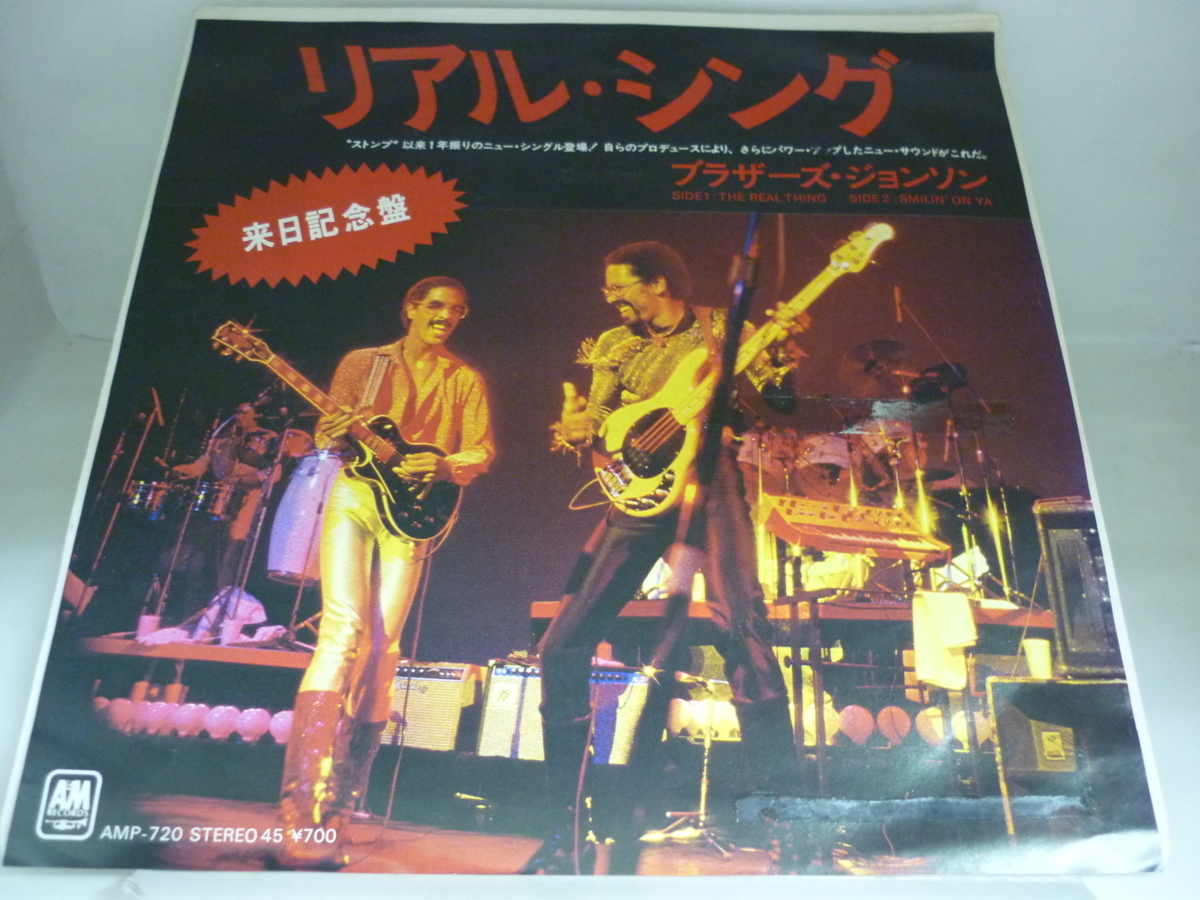 リアル・シング
"ストンプ" 以来1年振りのニュー・シングル登場! 自らのプロデュースにより、さらにパワー・アップしたニュー・サウンドがこれだ。
ブラザーズ・ジョンソン
SIDE 1 : THE REAL THING SIDE 2 : SMILIN' ON YA
来日記念盤
A&M
RECORDS
AMP-720 STEREO 45 ¥700